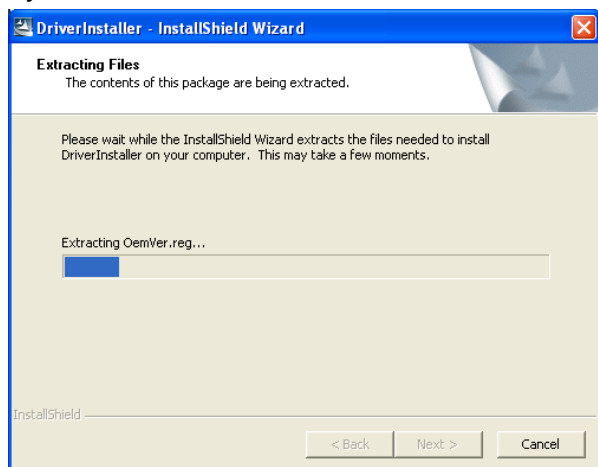 DriverInstaller - InstallShield Wizard
Extracting Files
The contents of this package are being extracted.
Please wait while the InstallShield Wizard extracts the files needed to install
DriverInstaller on your computer. This may take a few moments.
Extracting OemVer.reg...
InstallShield
< Back Next > Cancel